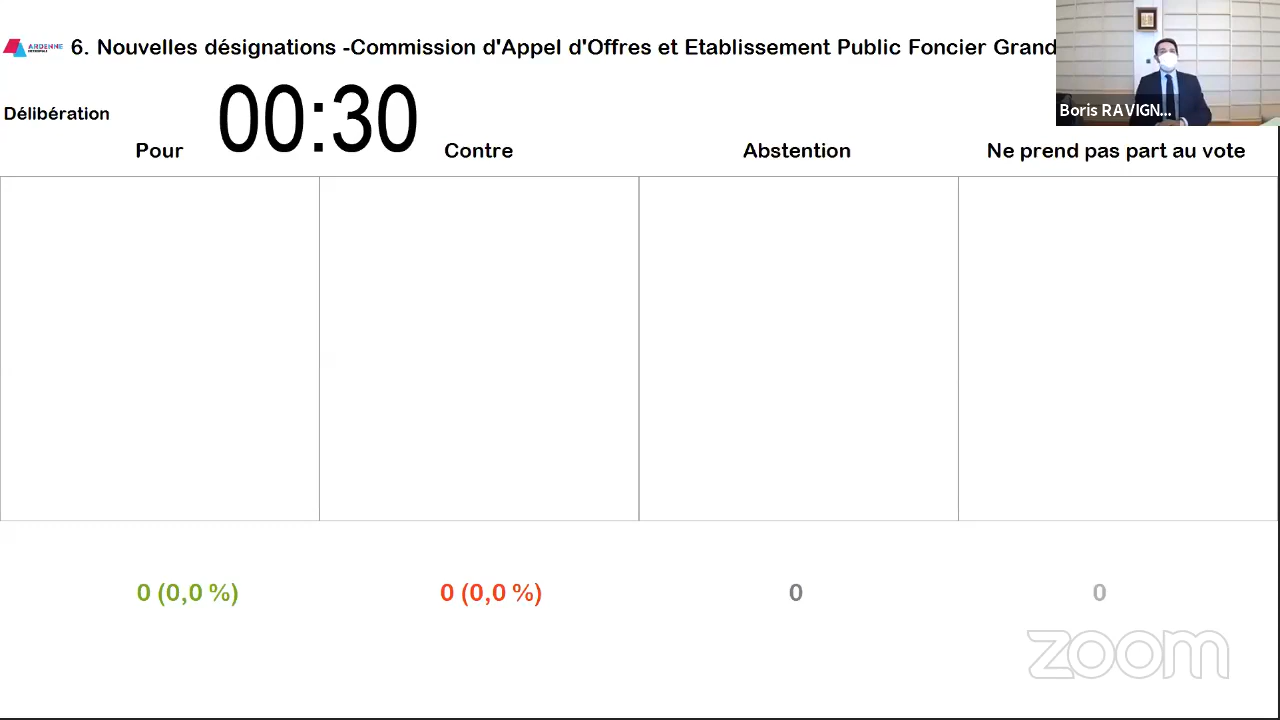 ARDENNE
6. Nouvelles désignations -Commission d'Appel d'Offres et Etablissement Public Foncier Grand
Boris RAVIGN...
Délibération
00:30
Pour
Contre
Abstention
Ne prend pas part au vote
0 (0,0 %)
0 (0,0 %)
0
0
zoom